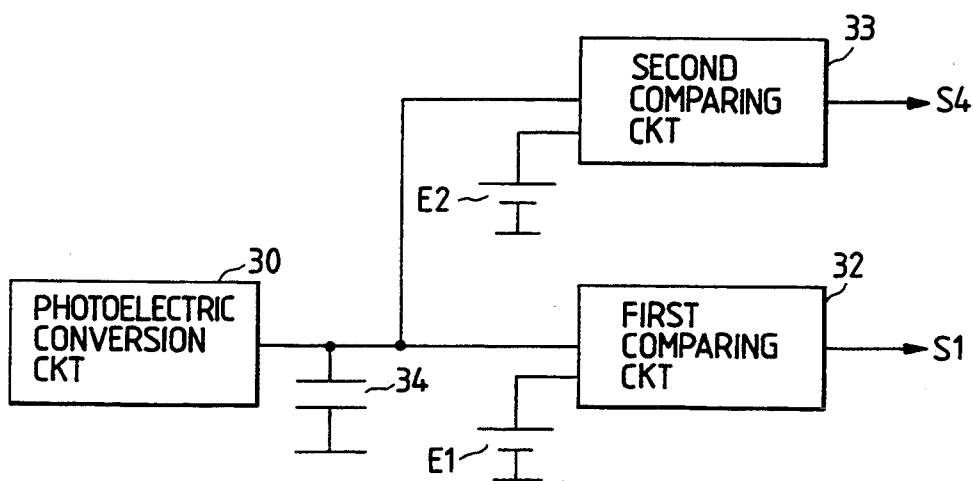 33
SECOND
COMPARING
CKT
S4
E2
30
PHOTOELECTRIC
CONVERSION
CKT
34
32
FIRST
COMPARING
CKT
S1
E1